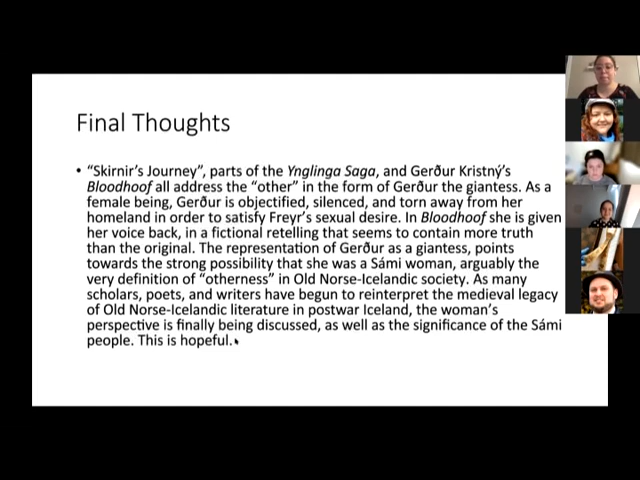 Final Thoughts
• “Skirnir’s Journey”, parts of the Ynglinga Saga, and Gerður Kristný’s
Bloodhoof all address the “other” in the form of Gerður the giantess. As a
female being, Gerður is objectified, silenced, and torn away from her
homeland in order to satisfy Freyr’s sexual desire. In Bloodhoof she is given
her voice back, in a fictional retelling that seems to contain more truth
than the original. The representation of Gerður as a giantess, points
towards the strong possibility that she was a Sámi woman, arguably the
very definition of “otherness” in Old Norse-Icelandic society. As many
scholars, poets, and writers have begun to reinterpret the medieval legacy
of Old Norse-Icelandic literature in postwar Iceland, the woman’s
perspective is finally being discussed, as well as the significance of the Sámi
people. This is hopeful.